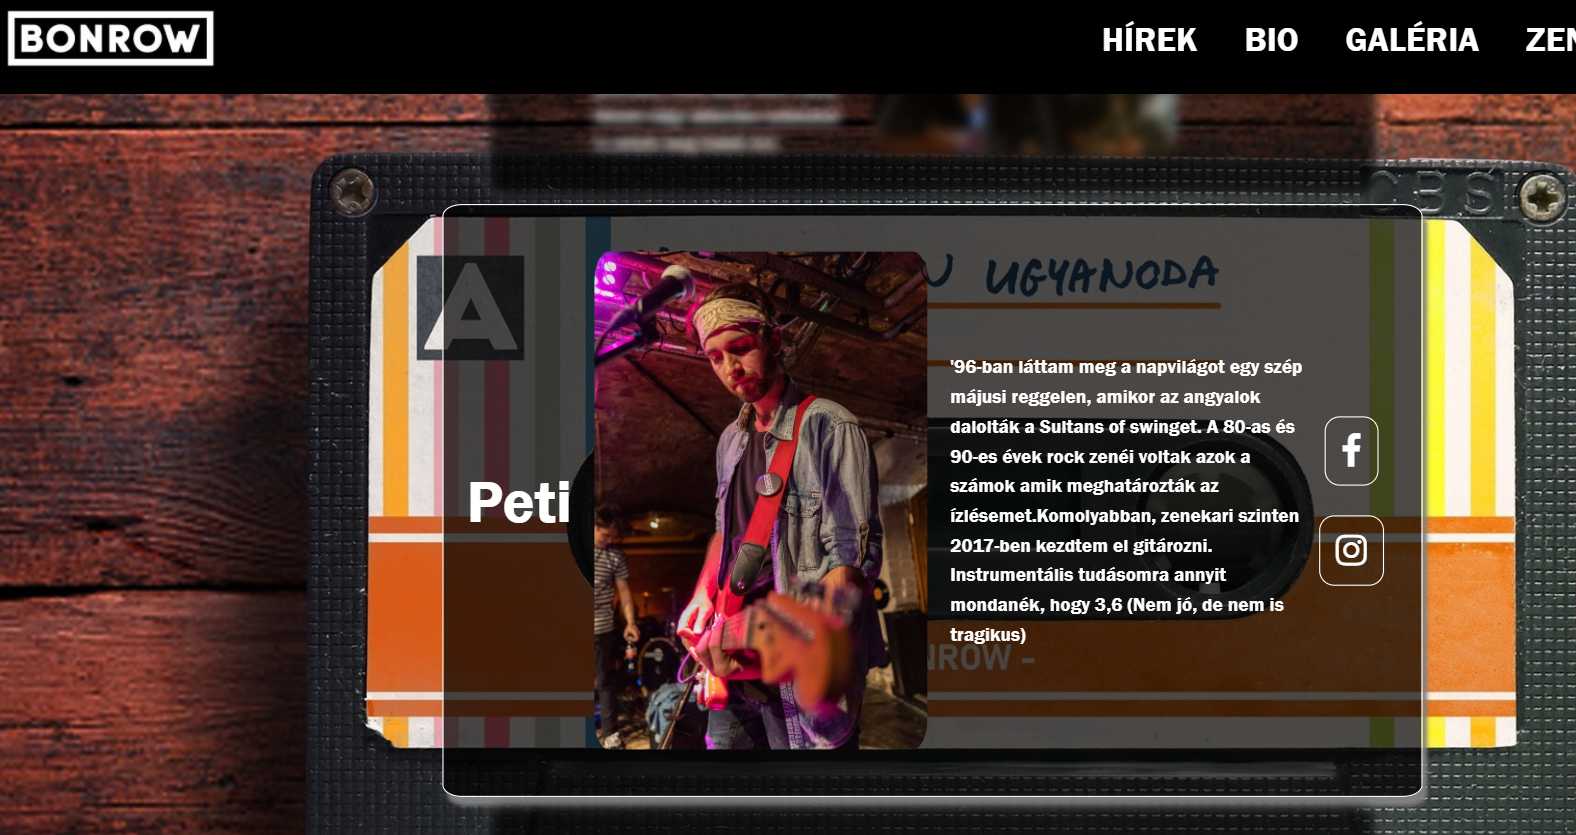 BONROW
HÍREK BIO GALÉRIA ZEN
CBS
A
UGYANODA
'96-ban láttam meg a napvilágot egy szép
májusi reggelen, amikor az angyalok
dalolták a Sultans of swinget. A 80-as és
90-es évek rock zenéi voltak azok a
számok amik meghatározták az
Peti
ízlésemet.Komolyabban, zenekari szinten
2017-ben kezdtem el gitározni.
Instrumentális tudásomra annyit
mondanék, hogy 3,6 (Nem jó, de nem is
tragikus)
NROW -